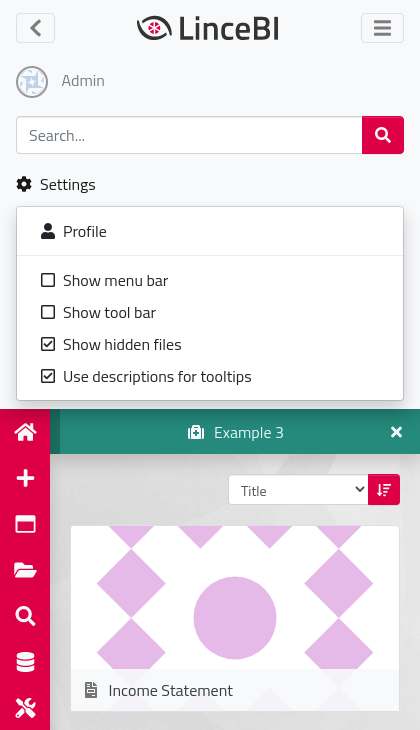 LinceBI
Admin
Search...
Settings
Profile
Show menu bar
Show tool bar
Show hidden files
Use descriptions for tooltips
Example 3
Title
Income Statement